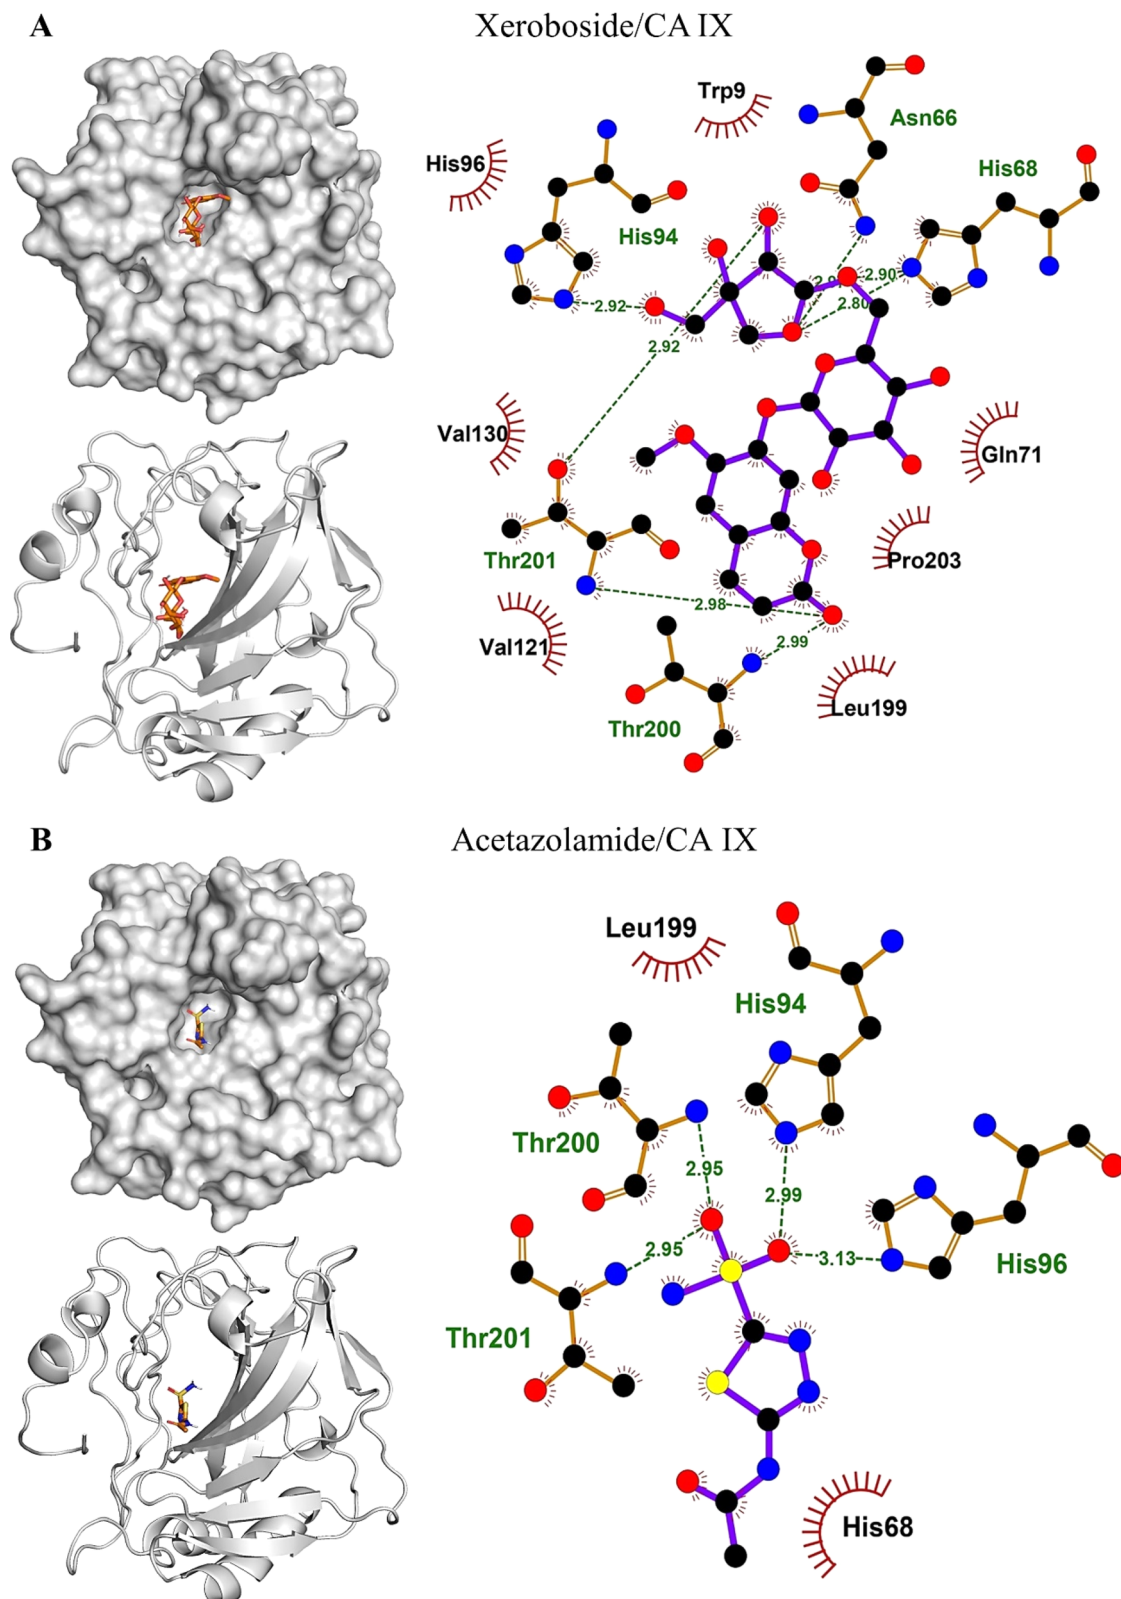 A
Xeroboside/CA IX
Trp9
Asn66
His96
His68
His94
2.90
2.92
2.80
2.92
Val130
Gln71
Thr201
Pro203
2.98
Val121
2.99
Leu199
Thr200
B
Acetazolamide/CA IX
Leu199
His94
Thr200
2.95
2.99
2.95
3.13
His96
Thr201
His68